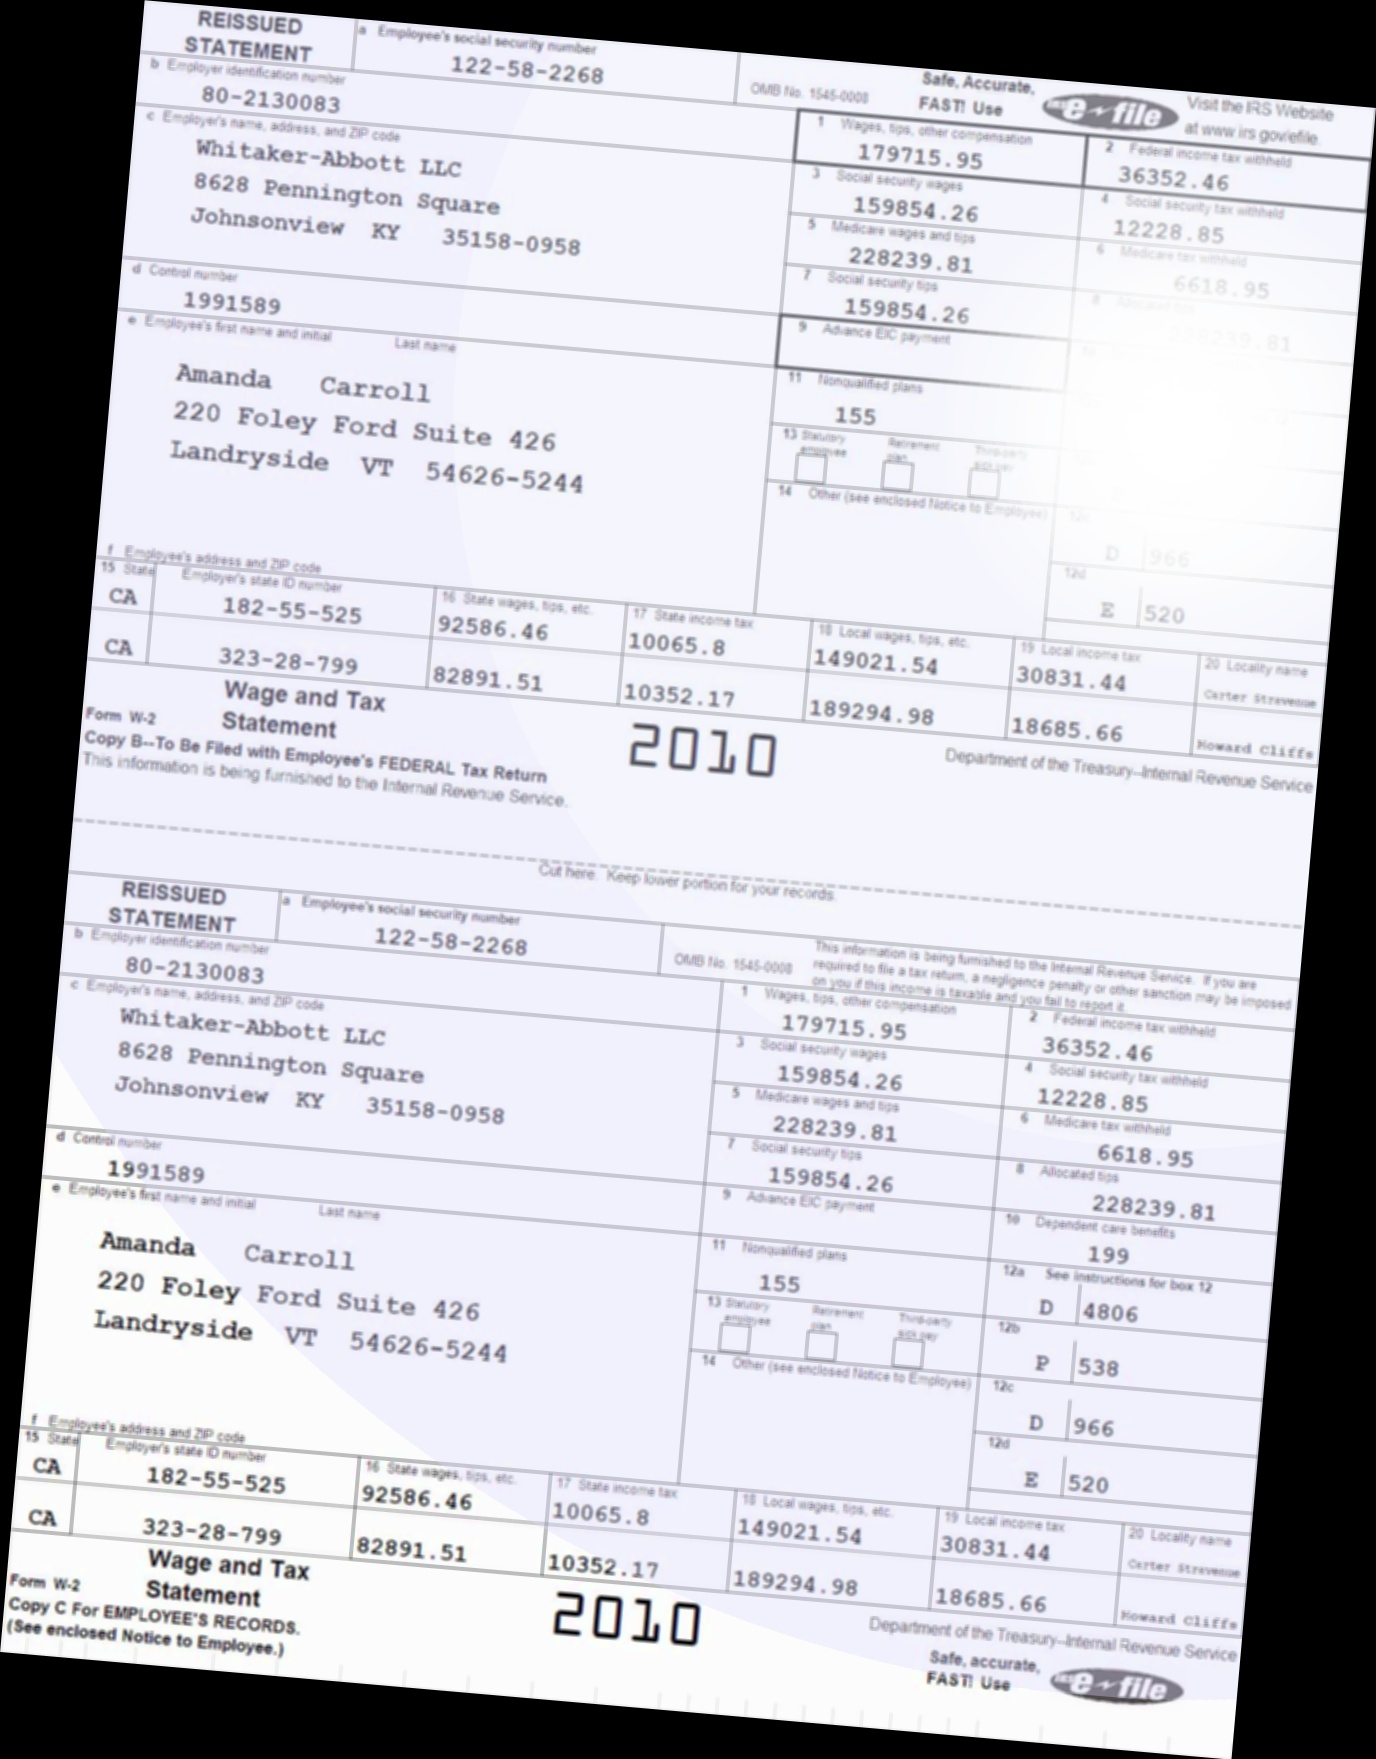 REISSUED
STATEMENT
a Employee's social security number
122-58-2268
OMB No. 1545-0008
Safe, Accurate,
FAST! Use
IRS e-file
Visit the IRS Website
at www.irs.gov/efile.
b Employer identification number
80-2130083
c Employer's name, address, and ZIP code
Whitaker-Abbott LLC
8628 Pennington Square
Johnsonview KY 35158-0958
1 Wages, tips, other compensation
179715.95
2 Federal income tax withheld
36352.46
3 Social security wages
159854.26
4 Social security tax withheld
12228.85
5 Medicare wages and tips
228239.81
6 Medicare tax withheld
6618.95
d Control number
1991589
7 Social security tips
159854.26
8 Allocated tips
228239.81
e Employee's first name and initial Last name
Amanda Carroll
220 Foley Ford Suite 426
Landryside VT 54626-5244
9 Advance EIC payment
11 Nonqualified plans
155
13 Statutory employee
Retirement plan
Third-party sick pay
14 Other (see enclosed Notice to Employee)
12c
D 966
12d
E 520
f Employee's address and ZIP code
15 State Employer's state ID number
16 State wages, tips, etc.
17 State income tax
18 Local wages, tips, etc.
19 Local income tax
20 Locality name
CA 182-55-525 92586.46 10065.8 149021.54 30831.44 Carter Stravenue
CA 323-28-799 82891.51 10352.17 189294.98 18685.66 Howard Cliffs
Form W-2
Wage and Tax
Statement
2010
Department of the Treasury--Internal Revenue Service
Copy B--To Be Filed with Employee's FEDERAL Tax Return
This information is being furnished to the Internal Revenue Service.
Cut here. Keep lower portion for your records.
REISSUED
STATEMENT
a Employee's social security number
122-58-2268
OMB No. 1545-0008
This information is being furnished to the Internal Revenue Service. If you are
required to file a tax return, a negligence penalty or other sanction may be imposed
on you if this income is taxable and you fail to report it.
b Employer identification number
80-2130083
c Employer's name, address, and ZIP code
Whitaker-Abbott LLC
8628 Pennington Square
Johnsonview KY 35158-0958
1 Wages, tips, other compensation
179715.95
2 Federal income tax withheld
36352.46
3 Social security wages
159854.26
4 Social security tax withheld
12228.85
5 Medicare wages and tips
228239.81
6 Medicare tax withheld
6618.95
d Control number
1991589
7 Social security tips
159854.26
8 Allocated tips
228239.81
e Employee's first name and initial Last name
Amanda Carroll
220 Foley Ford Suite 426
Landryside VT 54626-5244
9 Advance EIC payment
10 Dependent care benefits
199
11 Nonqualified plans
155
12a See instructions for box 12
D 4806
13 Statutory employee
Retirement plan
Third-party sick pay
12b
P 538
14 Other (see enclosed Notice to Employee)
12c
D 966
12d
E 520
f Employee's address and ZIP code
15 State Employer's state ID number
16 State wages, tips, etc.
17 State income tax
18 Local wages, tips, etc.
19 Local income tax
20 Locality name
CA 182-55-525 92586.46 10065.8 149021.54 30831.44 Carter Stravenue
CA 323-28-799 82891.51 10352.17 189294.98 18685.66 Howard Cliffs
Form W-2
Wage and Tax
Statement
2010
Department of the Treasury--Internal Revenue Service
Copy C For EMPLOYEE'S RECORDS.
(See enclosed Notice to Employee.)
Safe, accurate,
FAST! Use
IRS e-file